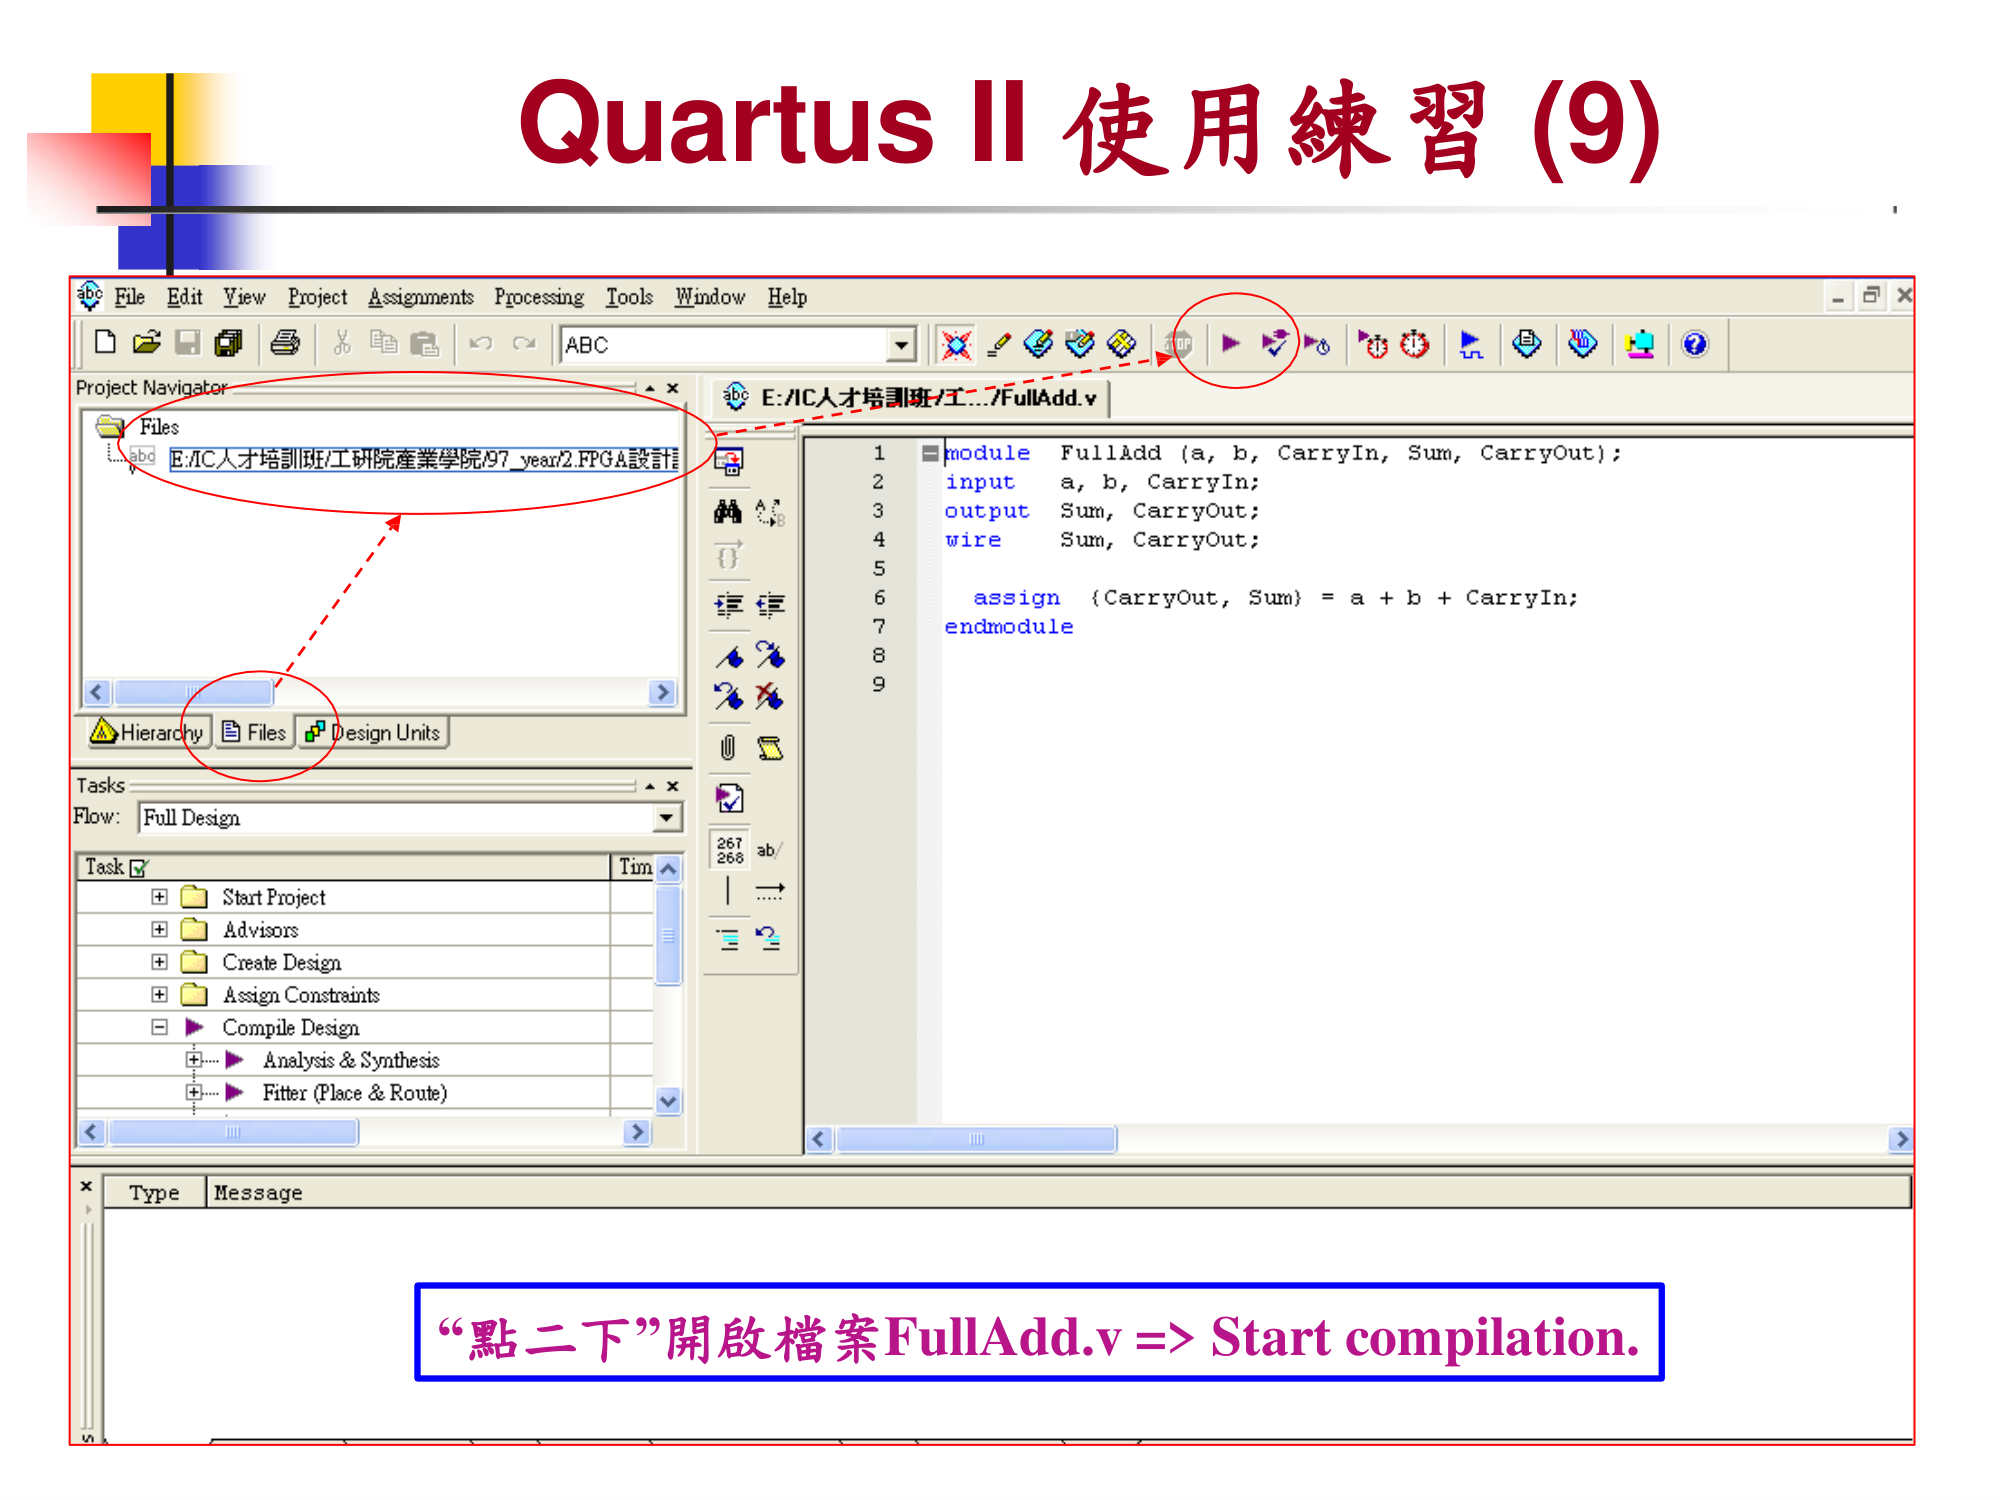 Quartus II 使用練習 (9)
File Edit View Project Assignments Processing Tools Window Help
ABC
Project Navigator
Files
E:/IC人才培訓班/工研院產業學院/97_year/2.FPGA設計
Hierarchy Files Design Units
Tasks
Flow: Full Design
Task Tim
Start Project
Advisors
Create Design
Assign Constraints
Compile Design
Analysis & Synthesis
Fitter (Place & Route)
E:/IC人才培訓班/工.../FullAdd.v
267
268 ab/
1 module FullAdd (a, b, CarryIn, Sum, CarryOut);
2 input a, b, CarryIn;
3 output Sum, CarryOut;
4 wire Sum, CarryOut;
5
6 assign {CarryOut, Sum} = a + b + CarryIn;
7 endmodule
8
9
Type Message
“點二下”開啟檔案FullAdd.v => Start compilation.